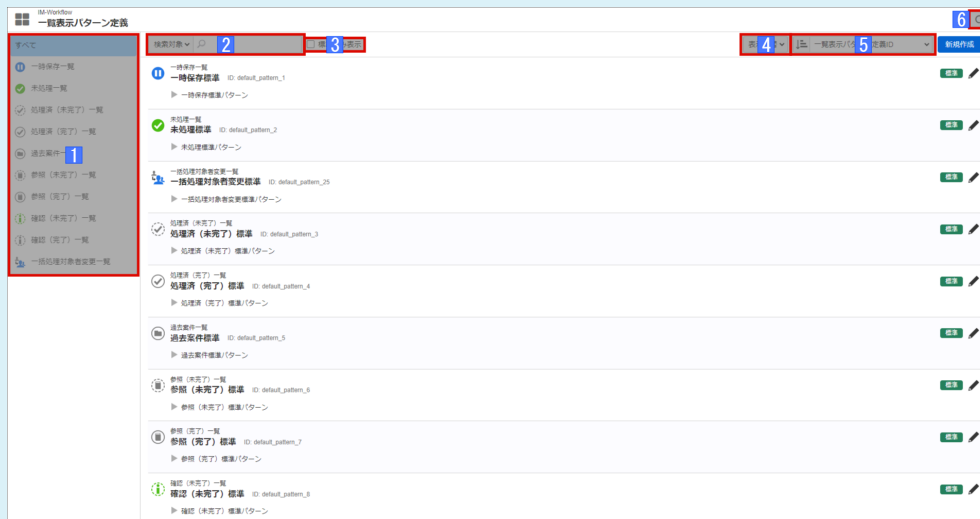 IM-Workflow
一覧表示パターン定義
6
すべて
一時保存一覧
未処理一覧
処理済（未完了）一覧
処理済（完了）一覧
過去案件一
1
参照（未完了）一覧
参照（完了）一覧
確認（未完了）一覧
確認（完了）一覧
一括処理対象者変更一覧
検索対象
2
3
表示
4
5
一覧表示パ 定義ID
新規作成
一時保存一覧
一時保存標準 ID: default_pattern_1
標準
一時保存標準パターン
未処理一覧
未処理標準 ID: default_pattern_2
標準
未処理標準パターン
一括処理対象者変更一覧
一括処理対象者変更標準 ID: default_pattern_25
標準
一括処理対象者変更標準パターン
処理済（未完了）一覧
処理済（未完了）標準 ID: default_pattern_3
標準
処理済（未完了）標準パターン
処理済（完了）一覧
処理済（完了）標準 ID: default_pattern_4
標準
処理済（完了）標準パターン
過去案件一覧
過去案件標準 ID: default_pattern_5
標準
過去案件標準パターン
参照（未完了）一覧
参照（未完了）標準 ID: default_pattern_6
標準
参照（未完了）標準パターン
参照（完了）一覧
参照（完了）標準 ID: default_pattern_7
標準
参照（完了）標準パターン
確認（未完了）一覧
確認（未完了）標準 ID: default_pattern_8
標準
確認（未完了）標準パターン